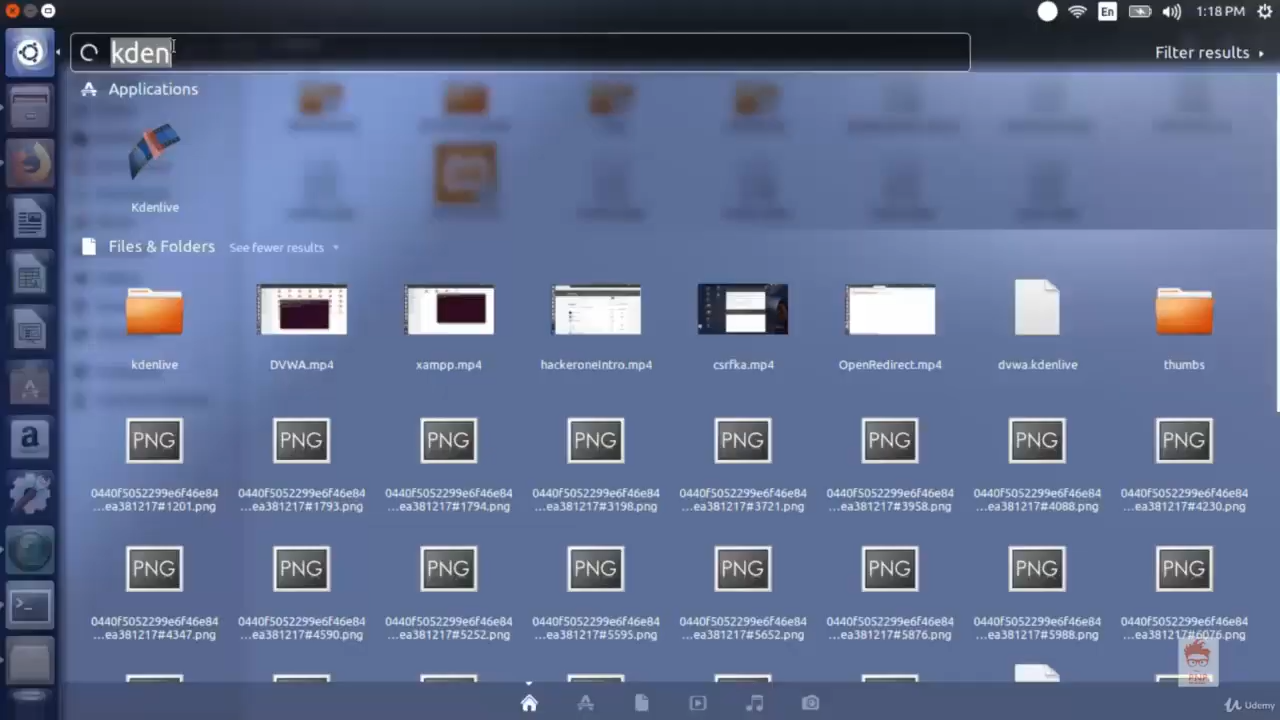 En 1:18 PM
kden
Filter results
Applications
Kdenlive
Files & Folders See fewer results
kdenlive DVWA.mp4 xampp.mp4 hackeroneIntro.mp4 csrfka.mp4 OpenRedirect.mp4 dvwa.kdenlive thumbs
PNG PNG PNG PNG PNG PNG PNG PNG
0440f5052299e6f46e84 0440f5052299e6f46e84 0440f5052299e6f46e84 0440f5052299e6f46e84 0440f5052299e6f46e84 0440f5052299e6f46e84 0440f5052299e6f46e84 0440f5052299e6f46e84
...ea381217#1201.png ...ea381217#1793.png ...ea381217#1794.png ...ea381217#3198.png ...ea381217#3721.png ...ea381217#3958.png ...ea381217#4088.png ...ea381217#4230.png
PNG PNG PNG PNG PNG PNG PNG PNG
0440f5052299e6f46e84 0440f5052299e6f46e84 0440f5052299e6f46e84 0440f5052299e6f46e84 0440f5052299e6f46e84 0440f5052299e6f46e84 0440f5052299e6f46e84 0440f5052299e6f46e84
...ea381217#4347.png ...ea381217#4590.png ...ea381217#5252.png ...ea381217#5595.png ...ea381217#5652.png ...ea381217#5876.png ...ea381217#5988.png ...ea381217#6076.png
Udemy